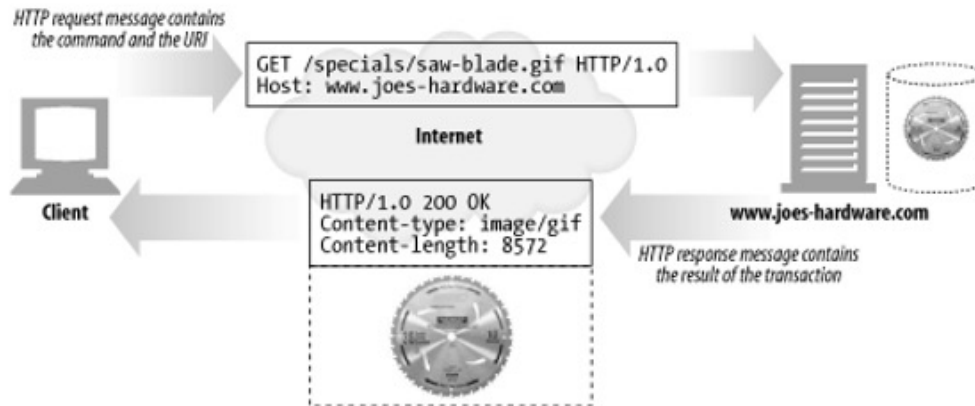 HTTP request message contains
the command and the URI
GET /specials/saw-blade.gif HTTP/1.0
Host: www.joes-hardware.com
Internet
Client
HTTP/1.0 200 OK
Content-type: image/gif
Content-length: 8572
www.joes-hardware.com
HTTP response message contains
the result of the transaction